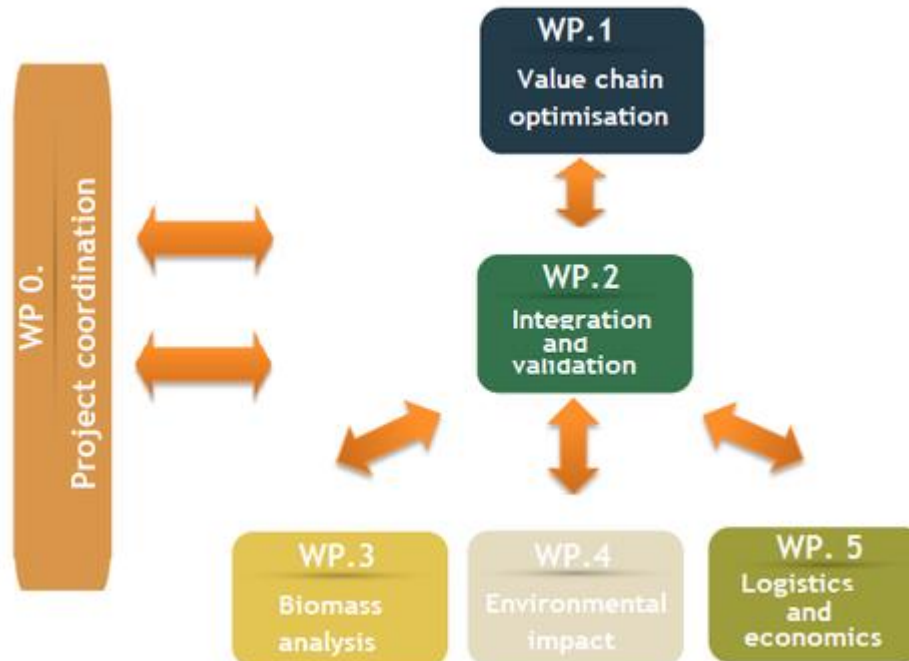 WP 0.
Project coordination
WP.1
Value chain
optimisation
WP.2
Integration
and
validation
WP.3
Biomass
analysis
WP.4
Environmental
impact
WP. 5
Logistics
and
economics